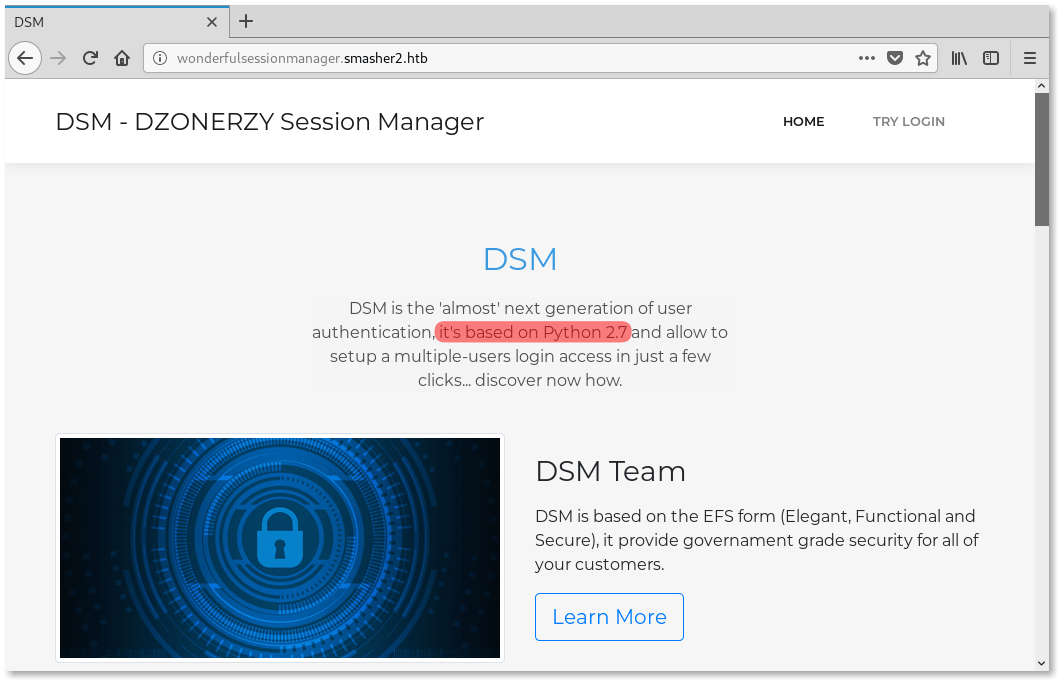 DSM
wonderfulsessionmanager.smasher2.htb
DSM - DZONERZY Session Manager
HOME
TRY LOGIN
DSM
DSM is the 'almost' next generation of user
authentication, it's based on Python 2.7 and allow to
setup a multiple-users login access in just a few
clicks... discover now how.
DSM Team
DSM is based on the EFS form (Elegant, Functional and
Secure), it provide governament grade security for all of
your customers.
Learn More